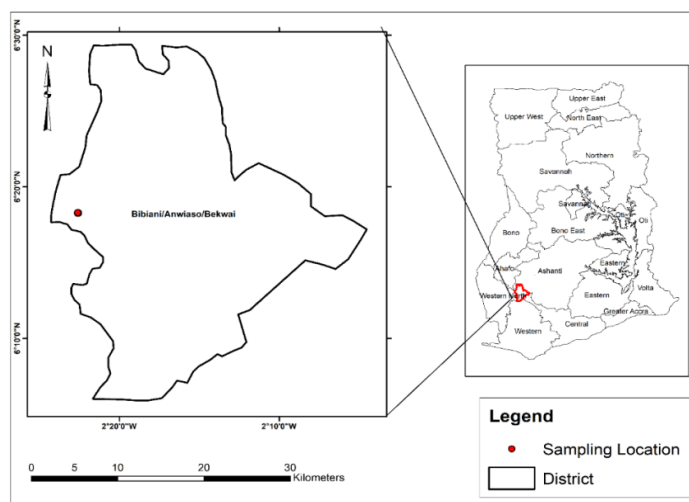 6°30'0"N
6°20'0"N
6°10'0"N
N
Bibiani/Anwiaso/Bekwai
2°20'0"W
2°10'0"W
0
5
10
20
30
Kilometers
Upper East
North East
Upper West
Northern
Savannah
Savanna
Oti
Oti
Bono
Bono East
Ahafo
Ashanti
Eastern
Volta
Western North
Eastern
Greater Accra
Central
Western
Legend
Sampling Location
District